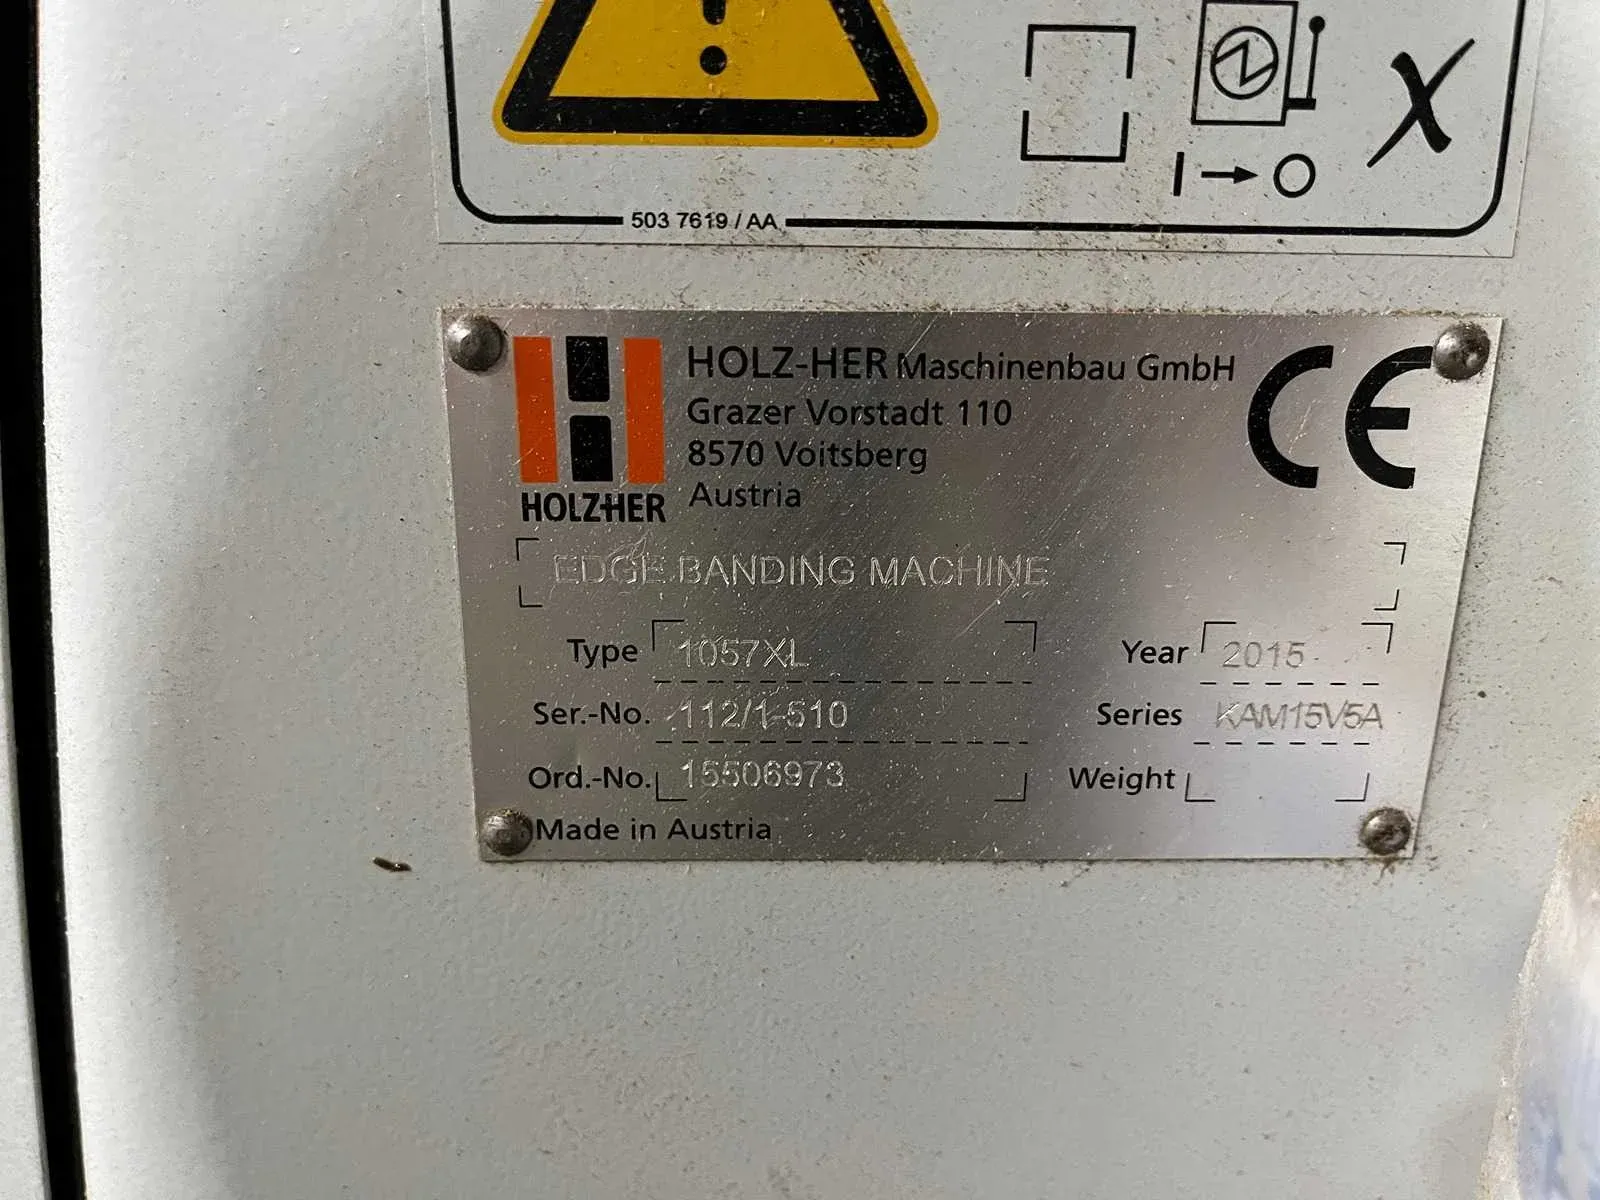 503 7619 / AA
HOLZ-HER Maschinenbau GmbH
Grazer Vorstadt 110
8570 Voitsberg
Austria
HOLZHER
CE
EDGE BANDING MACHINE
Type 1057XL Year 2015
Ser.-No. 112/1-510 Series KAM15V5A
Ord.-No. 15506973 Weight
Made in Austria